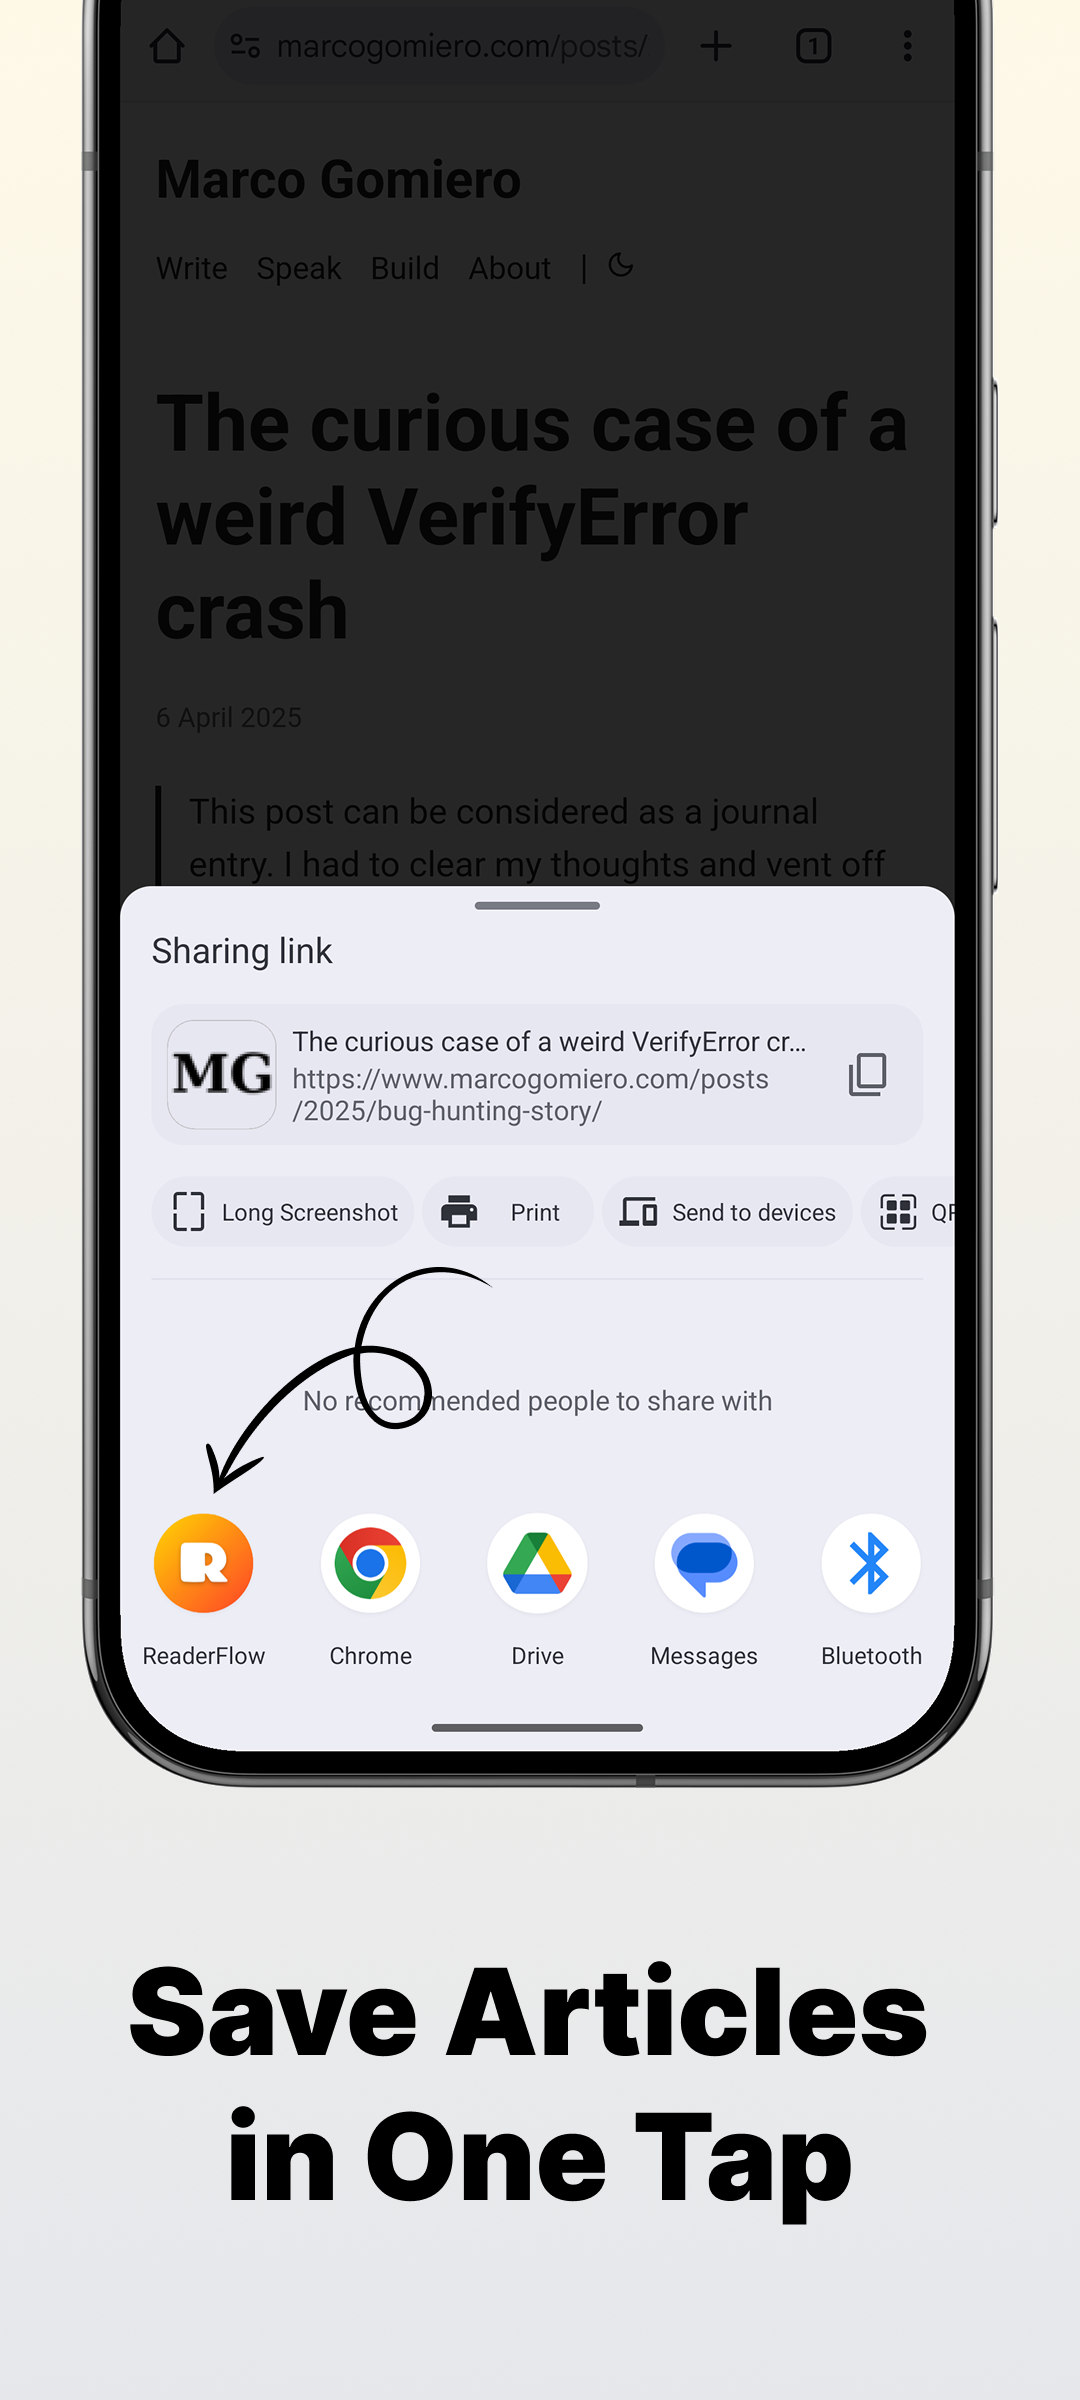 marcogomiero.com/posts/
1
Marco Gomiero
Write Speak Build About |
The curious case of a
weird VerifyError
crash
6 April 2025
This post can be considered as a journal
entry. I had to clear my thoughts and vent off
Sharing link
MG
The curious case of a weird VerifyError cr...
https://www.marcogomiero.com/posts
/2025/bug-hunting-story/
Long Screenshot
Print
Send to devices
No recommended people to share with
R
ReaderFlow
Chrome
Drive
Messages
Bluetooth
Save Articles
in One Tap